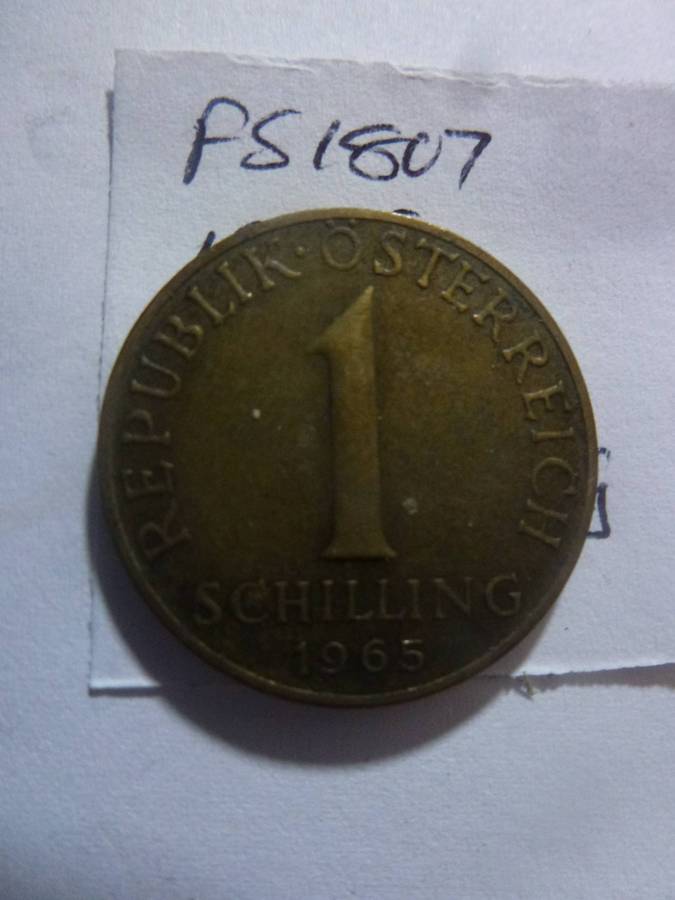 PS1807
REPUBLIK · ÖSTERREICH
1
SCHILLING
1965